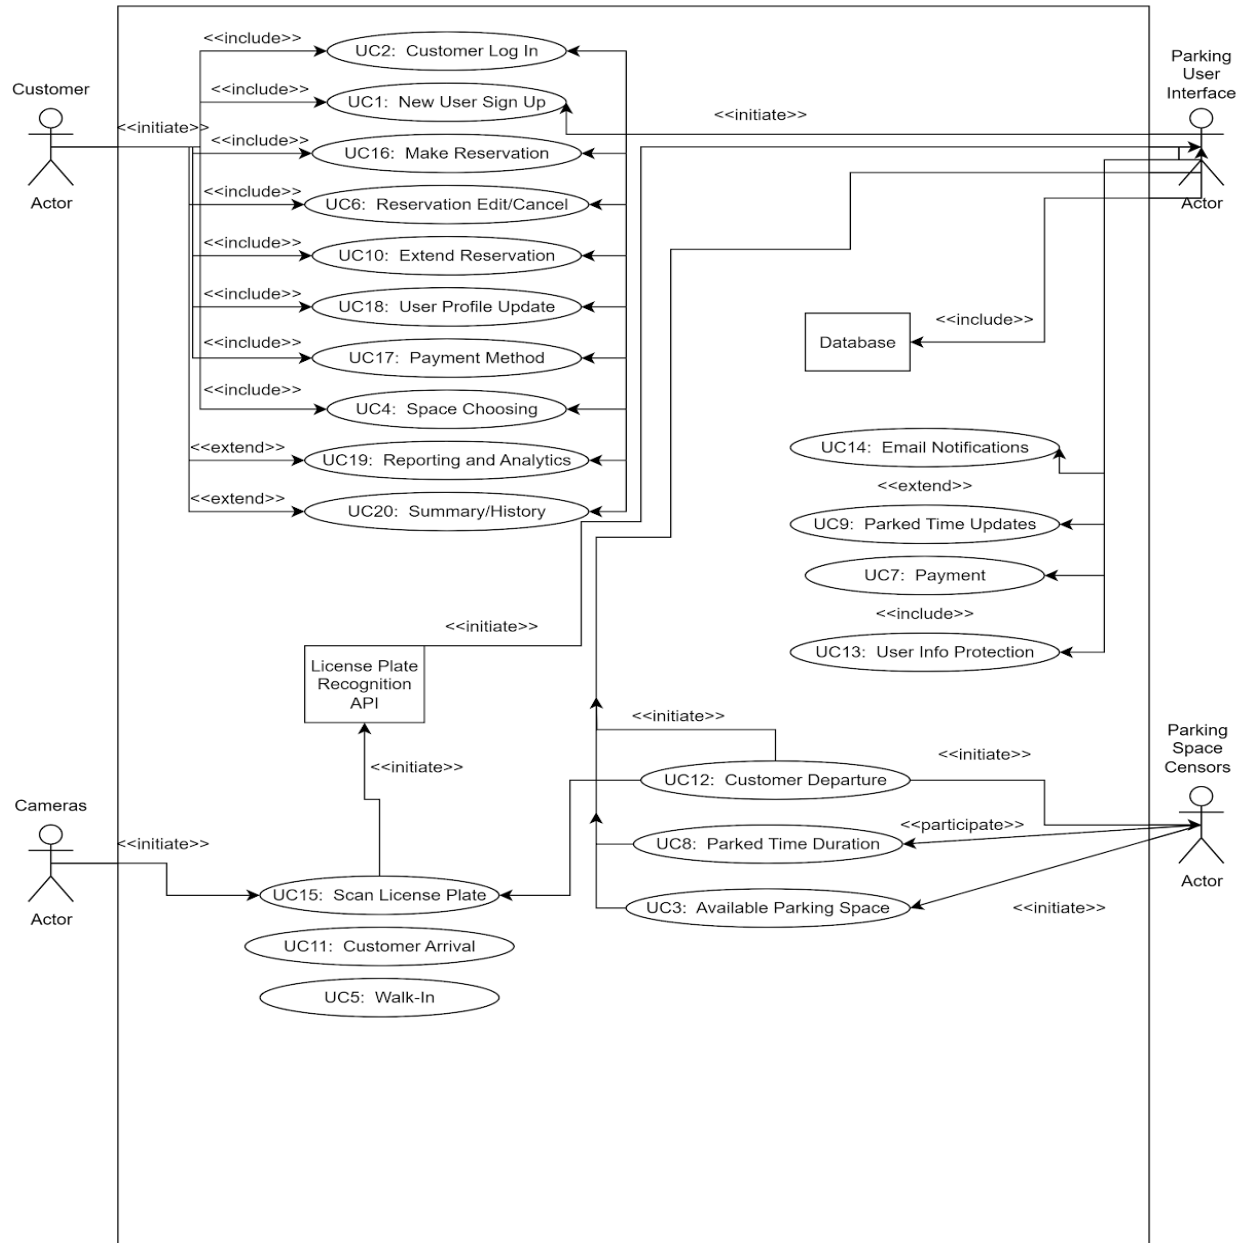 <<include>>
UC2:  Customer Log In
Parking
User
Interface
Customer
<<include>>
UC1:  New User Sign Up
<<initiate>>
<<initiate>>
<<include>>
UC16:  Make Reservation
Actor
<<include>>
UC6:  Reservation Edit/Cancel
Actor
<<include>>
UC10:  Extend Reservation
<<include>>
UC18:  User Profile Update
<<include>>
Database
<<include>>
UC17:  Payment Method
<<include>>
UC4:  Space Choosing
<<extend>>
UC19:  Reporting and Analytics
UC14:  Email Notifications
<<extend>>
<<extend>>
UC20:  Summary/History
UC9:  Parked Time Updates
UC7:  Payment
<<include>>
<<initiate>>
UC13:  User Info Protection
License Plate
Recognition
API
<<initiate>>
Parking
Space
Censors
<<initiate>>
<<initiate>>
UC12:  Customer Departure
Cameras
<<participate>>
<<initiate>>
UC8:  Parked Time Duration
Actor
UC15:  Scan License Plate
UC3:  Available Parking Space
<<initiate>>
Actor
UC11:  Customer Arrival
UC5:  Walk-In